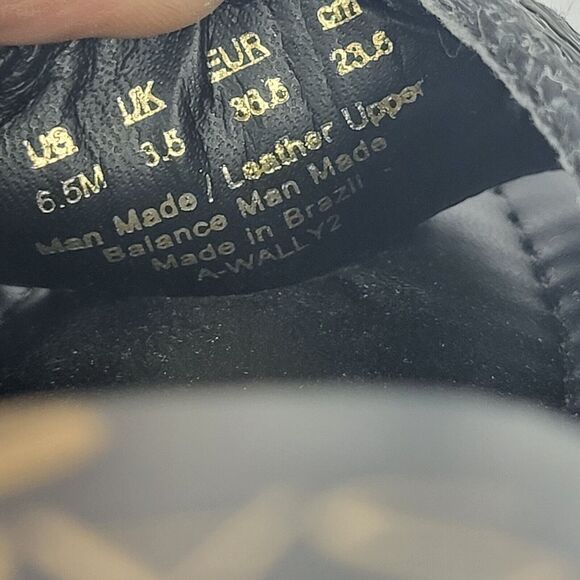 US UK EUR cm
6.5M 3.5 36.5 23.5
Man Made / Leather Upper
Balance Man Made
Made in Brazil
A-WALLY2